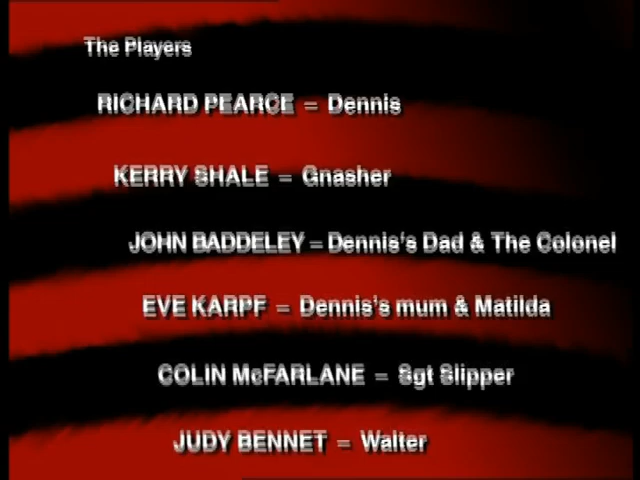 The Players
RICHARD PEARCE = Dennis
KERRY SHALE = Gnasher
JOHN BADDELEY = Dennis's Dad & The Colonel
EVE KARPF = Dennis's mum & Matilda
COLIN McFARLANE = Sgt Slipper
JUDY BENNET = Walter